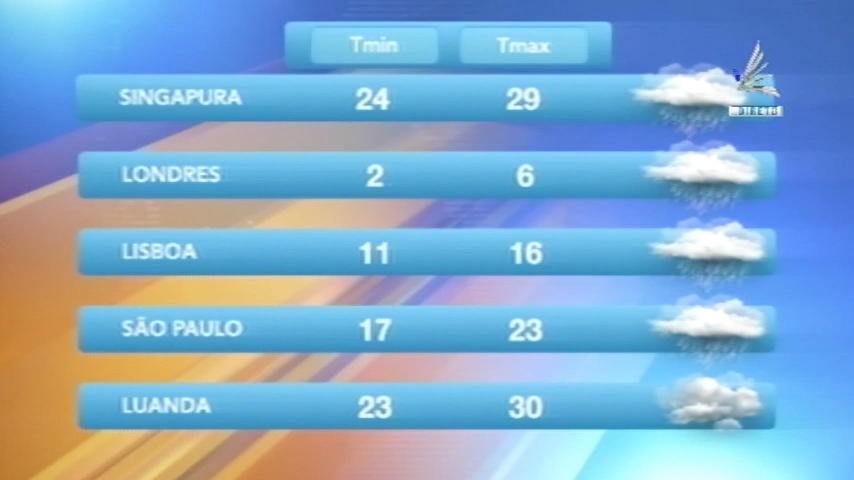 Tmin Tmax
SINGAPURA 24 29
LONDRES 2 6
LISBOA 11 16
SÃO PAULO 17 23
LUANDA 23 30